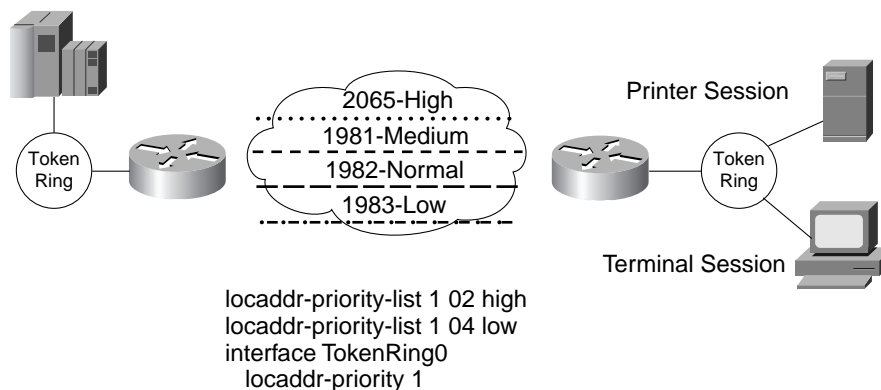 2065-High
Printer Session
1981-Medium
Token
Ring
1982-Normal
Token
Ring
1983-Low
Terminal Session
locaddr-priority-list 1 02 high
locaddr-priority-list 1 04 low
interface TokenRing0
locaddr-priority 1